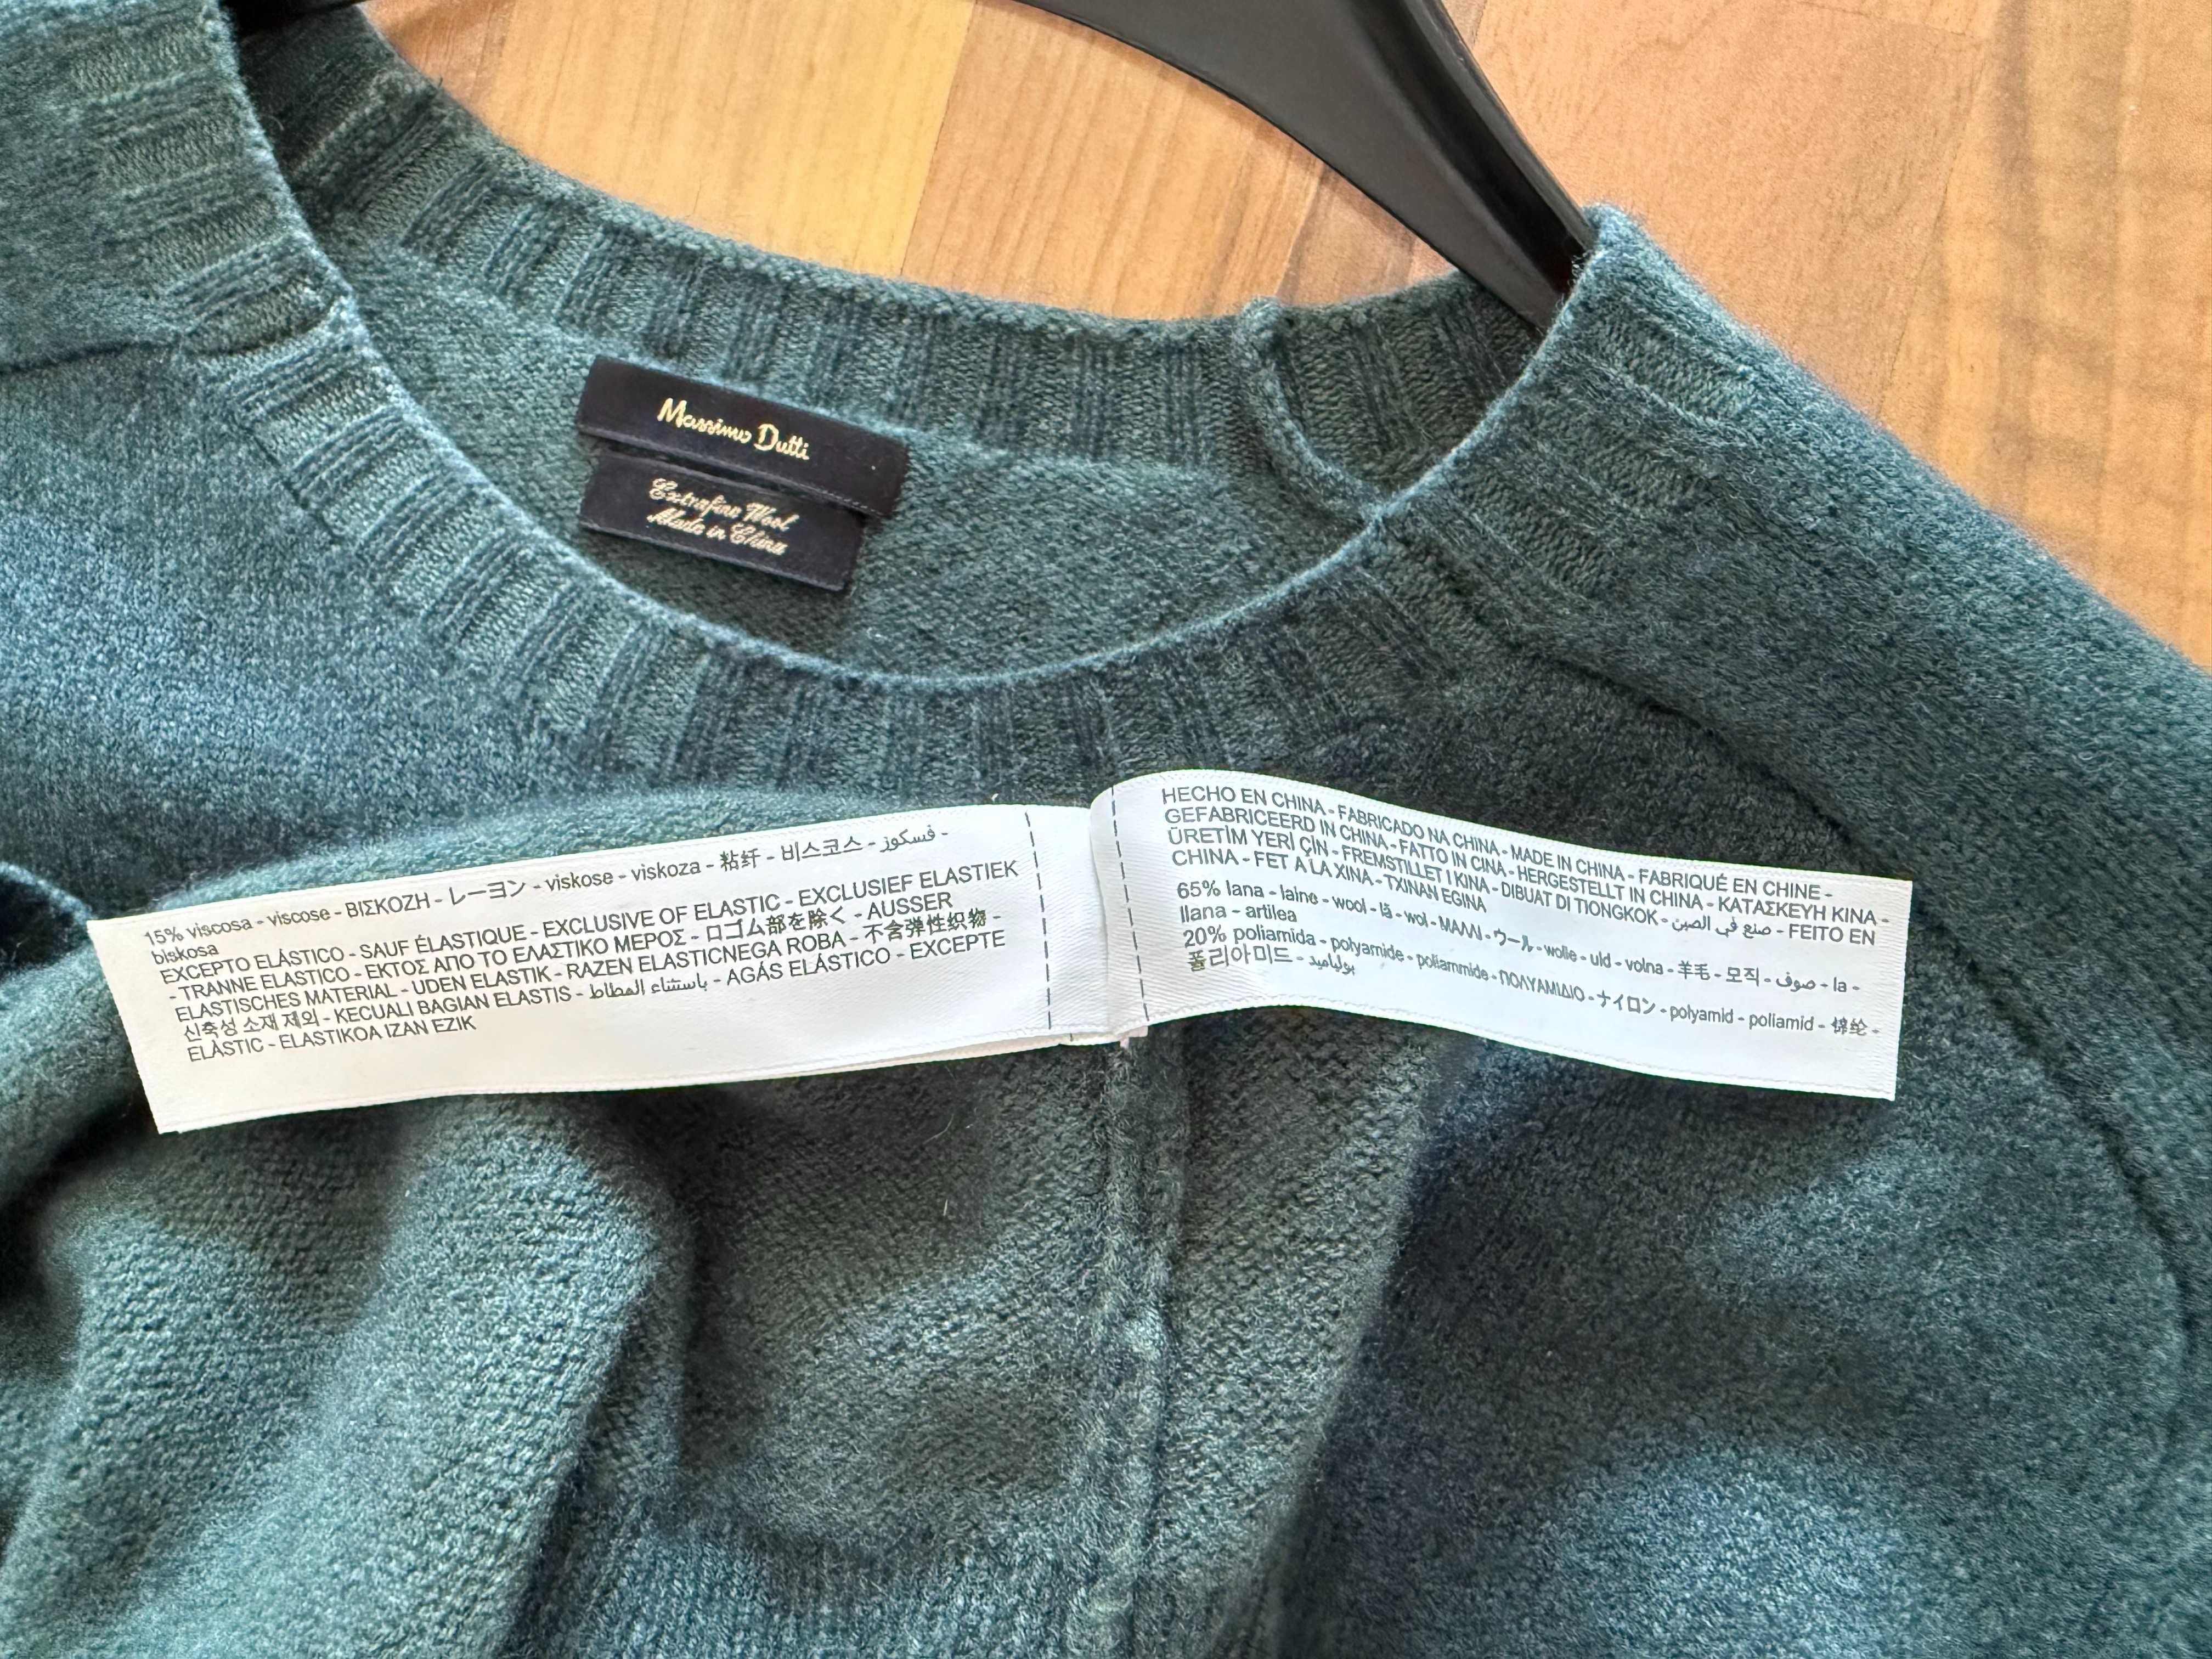 Massimo Dutti
Extrafine Wool
Made in China
15% viscosa - viscose - ΒΙΣΚΟΖΗ - レーヨン - viskose - viskoza - 粘纤 - 비스코스 - فسكوز -
biskosa
EXCEPTO ELÁSTICO - SAUF ÉLASTIQUE - EXCLUSIVE OF ELASTIC - EXCLUSIEF ELASTIEK
- TRANNE ELASTICO - ΕΚΤΟΣ ΑΠΟ ΤΟ ΕΛΑΣΤΙΚΟ ΜΕΡΟΣ - ロゴム部を除く - AUSSER
ELASTISCHES MATERIAL - UDEN ELASTIK - RAZEN ELASTICNEGA ROBA - 不含弹性织物 -
신축성 소재 제외 - KECUALI BAGIAN ELASTIS - باستثناء المطاط - AGÁS ELÁSTICO - EXCEPTE
ELÀSTIC - ELASTIKOA IZAN EZIK
HECHO EN CHINA - FABRICADO NA CHINA - MADE IN CHINA - FABRIQUÉ EN CHINE -
GEFABRICEERD IN CHINA - FATTO IN CINA - HERGESTELLT IN CHINA - ΚΑΤΑΣΚΕΥΗ ΚΙΝΑ -
ÜRETİM YERİ ÇİN - FREMSTILLET I KINA - DIBUAT DI TIONGKOK - صنع في الصين - FEITO EN
CHINA - FET A LA XINA - TXINAN EGINA
65% lana - laine - wool - lã - wol - ΜΑΛΛΙ - ウール - wolle - uld - volna - 羊毛 - 모직 - صوف - la -
llana - artilea
20% poliamida - polyamide - poliammide - ΠΟΛΥΑΜΙΔΙΟ - ナイロン - polyamid - poliamid - 锦纶 -
폴리아미드 - بولياميد